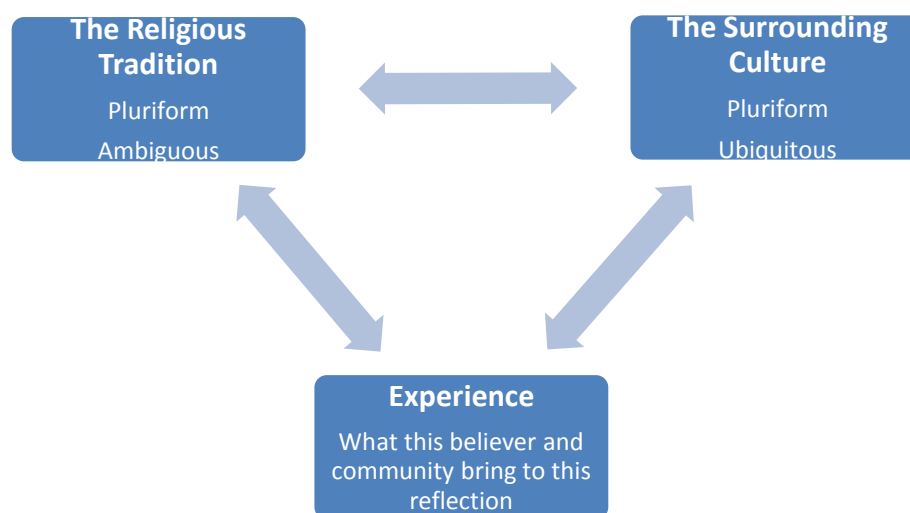 The Religious
Tradition
Pluriform
Ambiguous
The Surrounding
Culture
Pluriform
Ubiquitous
Experience
What this believer and
community bring to this
reflection